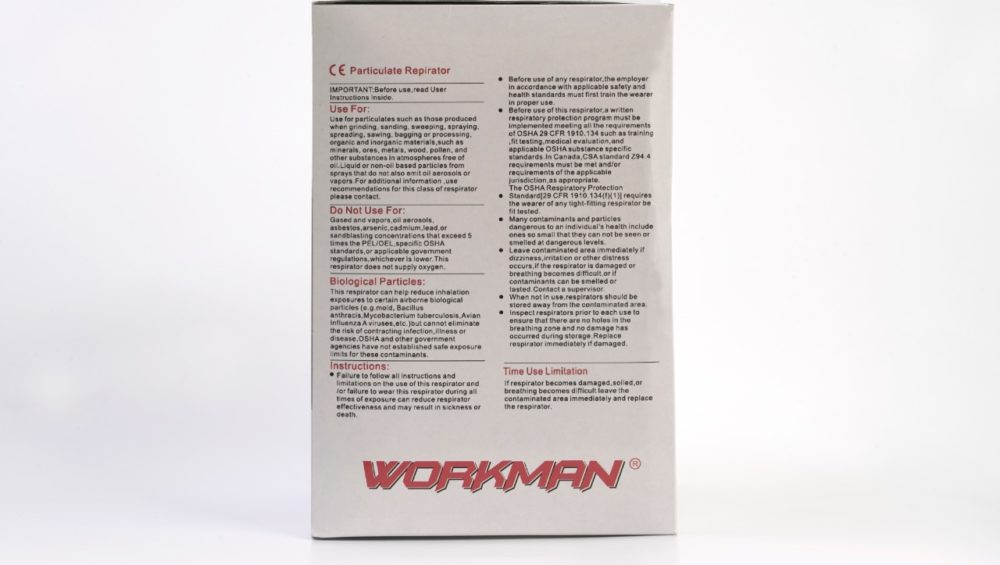 CE Particulate Repirator
IMPORTANT:Before use,read User
Instructions Inside.
Use For:
Use for particulates such as those produced
when grinding, sanding, sweeping, spraying,
spreading, sawing, bagging or processing,
organic and inorganic materials,such as
minerals, ores, metals, wood, pollen, and
other substances in atmospheres free of
oil.Liquid or non-oil based particles from
sprays that do not also emit oil aerosols or
vapors.For additional information ,use
recommendations for this class of respirator
please contact.
Do Not Use For:
Gased and vapors,oil aerosols,
asbestos,arsenic,cadmium,lead,or
sandblasting concentrations that exceed 5
times the PEL/OEL,specific OSHA
standards,or applicable government
regulations,whichever is lower.This
respirator does not supply oxygen.
Biological Particles:
This respirator can help reduce inhalation
exposures to certain airborne biological
particles (e.g.mold, Bacillus
anthracis,Mycobacterium tuberculosis,Avian
Influenza A viruses,etc.)but cannot eliminate
the risk of contracting infection,illness or
disease.OSHA and other government
agencies have not established safe exposure
limits for these contaminants.
Instructions:
● Failure to follow all instructions and
limitations on the use of this respirator and
/or failure to wear this respirator during all
times of exposure can reduce respirator
effectiveness and may result in sickness or
death.
● Before use of any respirator,the employer
in accordance with applicable safety and
health standards must first train the wearer
in proper use.
● Before use of this respirator,a written
respiratory protection program must be
implemented meeting all the requirements
of OSHA 29 CFR 1910.134 such as training
,fit testing,medical evaluation,and
applicable OSHA substance specific
standards.In Canada,CSA standard Z94.4
requirements must be met and/or
requirements of the applicable
jurisdiction,as appropriate.
The OSHA Respiratory Protection
● Standard[29 CFR 1910.134(f)(1)] requires
the wearer of any tight-fitting respirator be
fit tested.
● Many contaminants and particles
dangerous to an individual's health include
ones so small that they can not be seen or
smelled at dangerous levels.
● Leave contaminated area immediately if
dizziness,irritation or other distress
occurs,if the respirator is damaged or
breathing becomes difficult,or if
contaminants can be smelled or
tasted.Contact a supervisor.
● When not in use,respirators should be
stored away from the contaminated area.
● Inspect respirators prior to each use to
ensure that there are no holes in the
breathing zone and no damage has
occurred during storage.Replace
respirator immediately if damaged.
Time Use Limitation
If respirator becomes damaged,soiled,or
breathing becomes difficult leave the
contaminated area immediately and replace
the respirator.
WORKMAN ®